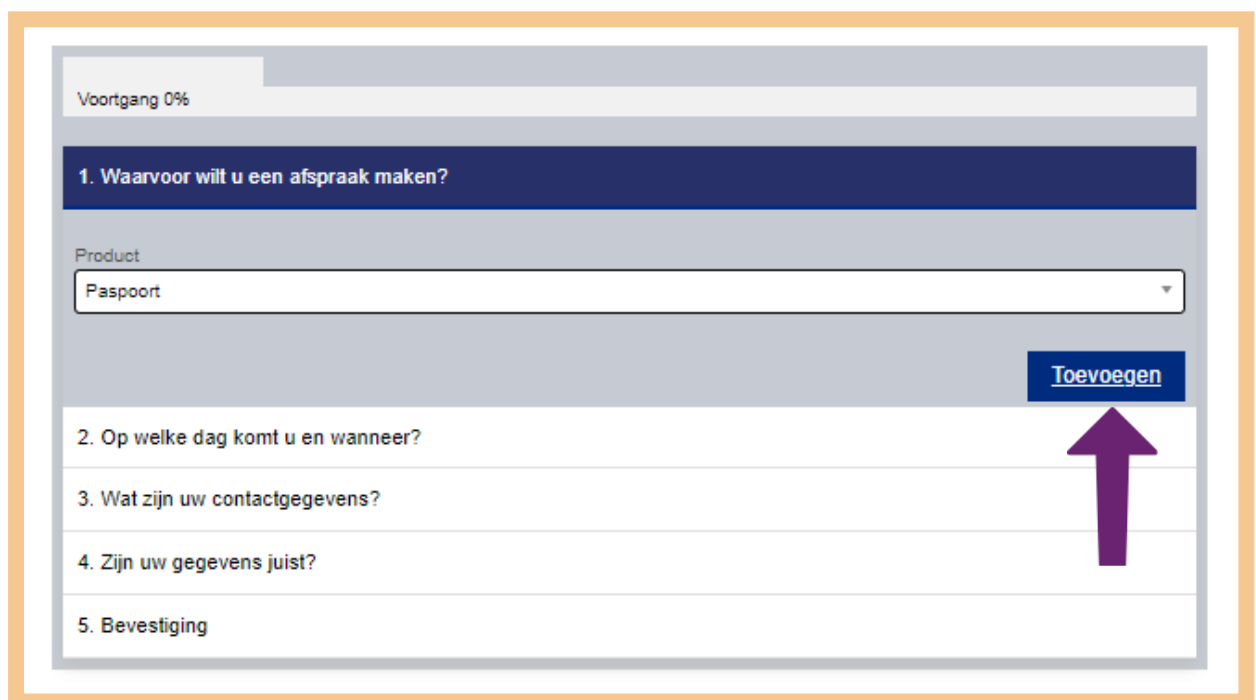 Voortgang 0%
1. Waarvoor wilt u een afspraak maken?
Product
Paspoort
Toevoegen
2. Op welke dag komt u en wanneer?
3. Wat zijn uw contactgegevens?
4. Zijn uw gegevens juist?
5. Bevestiging